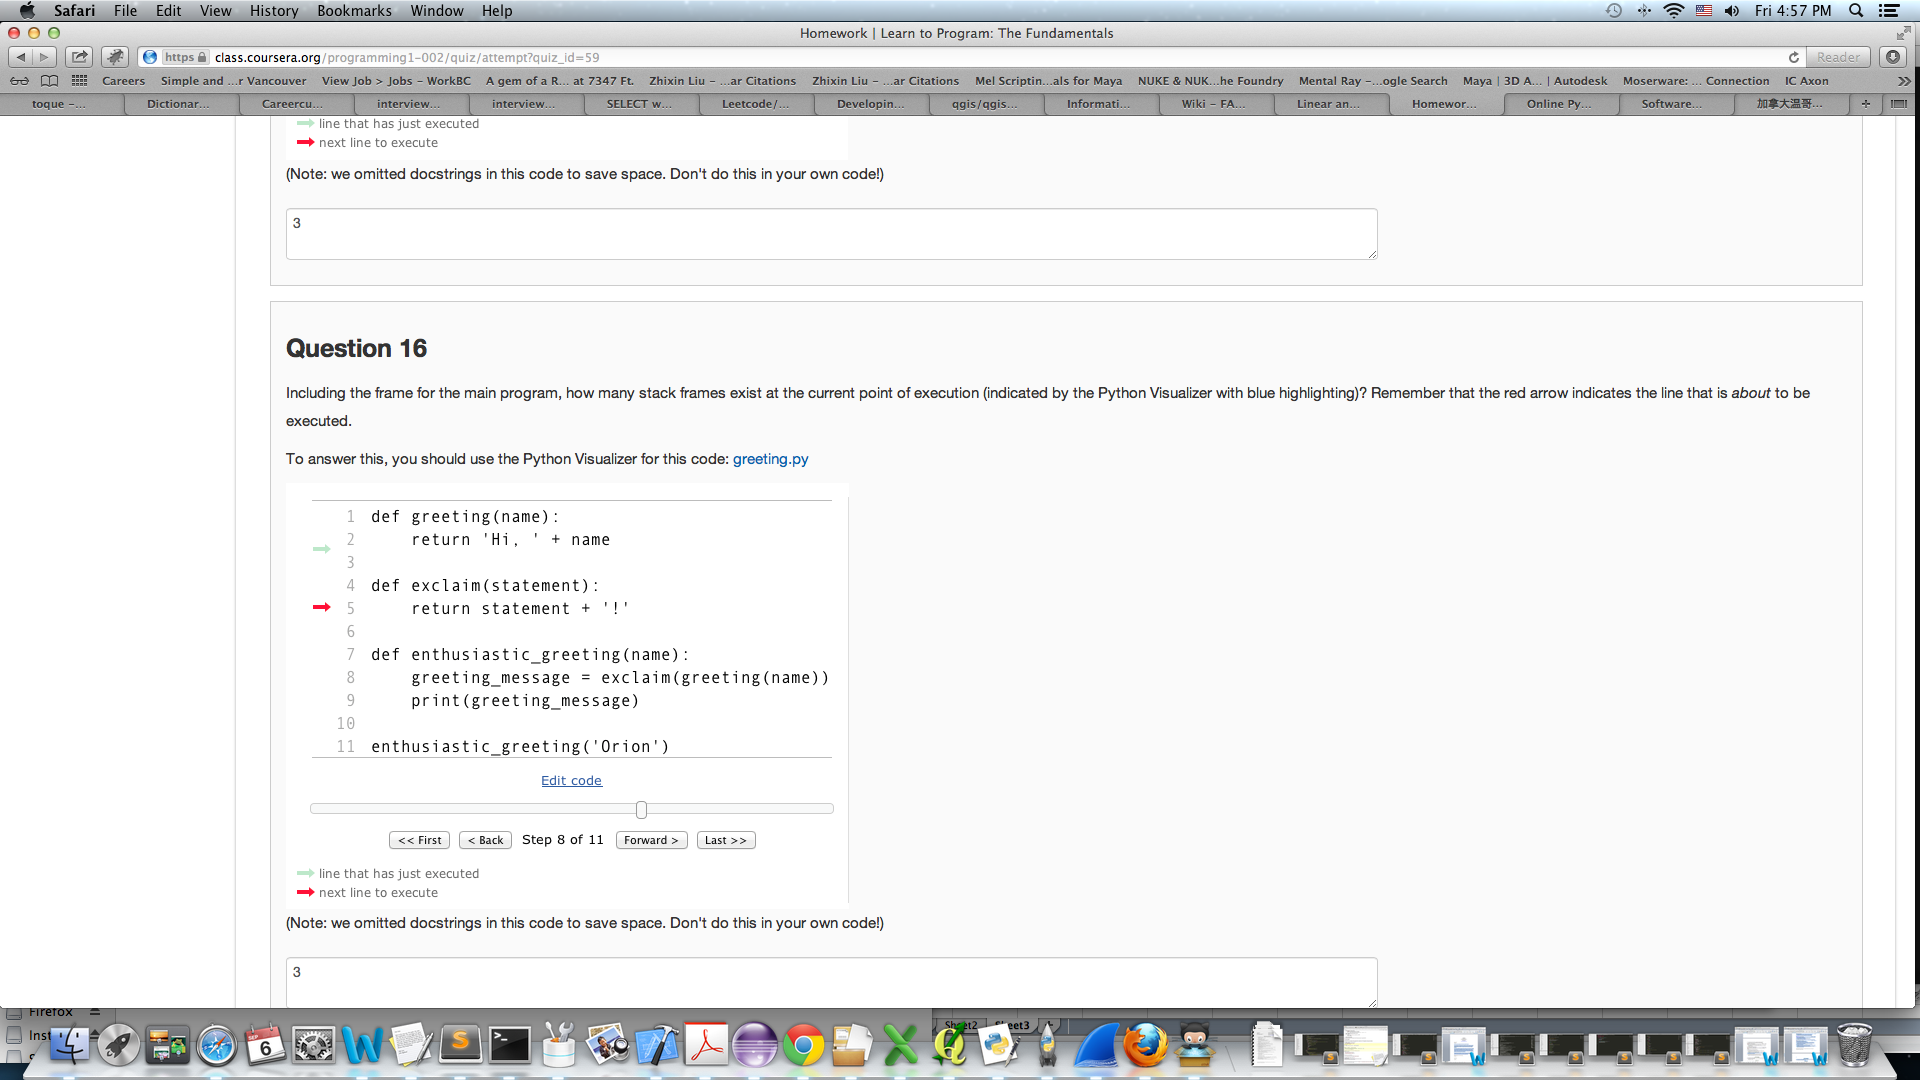 Safari File Edit View History Bookmarks Window Help Fri 4:57 PM
Homework | Learn to Program: The Fundamentals
https class.coursera.org/programming1-002/quiz/attempt?quiz_id=59 Reader
Careers Simple and ...r Vancouver View Job > Jobs – WorkBC A gem of a R... at 7347 Ft. Zhixin Liu – ...ar Citations Zhixin Liu – ...ar Citations Mel Scriptin...als for Maya NUKE & NUK...he Foundry Mental Ray –...ogle Search Maya | 3D A... | Autodesk Moserware: ... Connection IC Axon
toque –... Dictionar... Careercu... interview... interview... SELECT w... Leetcode/... Developin... qgis/qgis... Informati... Wiki – FA... Linear an... Homewor... Online Py... Software... 加拿大温哥...
line that has just executed
next line to execute
(Note: we omitted docstrings in this code to save space. Don't do this in your own code!)
3
Question 16
Including the frame for the main program, how many stack frames exist at the current point of execution (indicated by the Python Visualizer with blue highlighting)? Remember that the red arrow indicates the line that is about to be
executed.
To answer this, you should use the Python Visualizer for this code: greeting.py
1 def greeting(name):
2 return 'Hi, ' + name
3
4 def exclaim(statement):
5 return statement + '!'
6
7 def enthusiastic_greeting(name):
8 greeting_message = exclaim(greeting(name))
9 print(greeting_message)
10
11 enthusiastic_greeting('Orion')
Edit code
<< First < Back Step 8 of 11 Forward > Last >>
line that has just executed
next line to execute
(Note: we omitted docstrings in this code to save space. Don't do this in your own code!)
3
Firefox
Inst
Sheet2 Sheet3
SEP
6